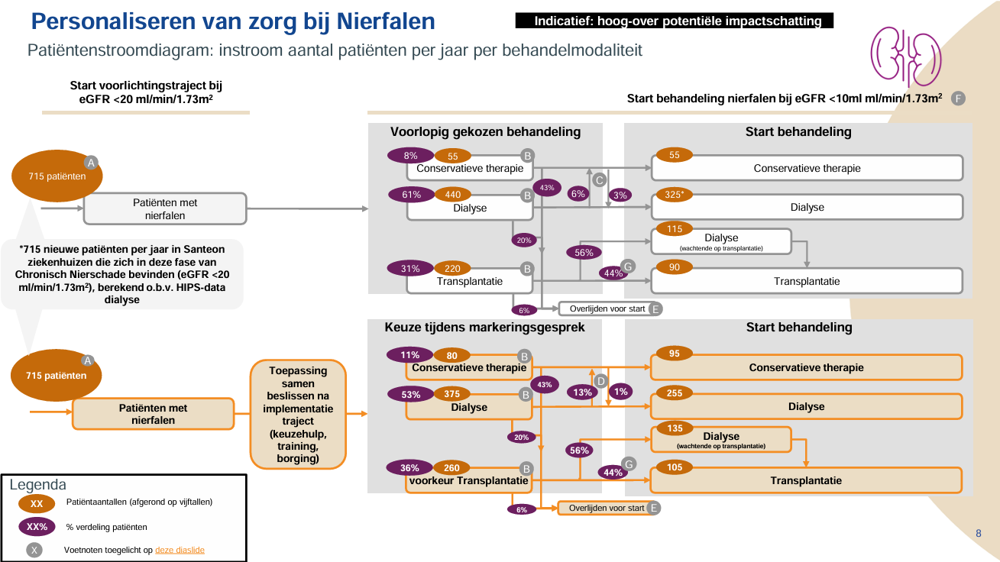 Personaliseren van zorg bij Nierfalen
Indicatief: hoog-over potentiële impactschatting
Patiëntenstroomdiagram: instroom aantal patiënten per jaar per behandelmodaliteit
Start voorlichtingstraject bij
eGFR <20 ml/min/1.73m²
Start behandeling nierfalen bij eGFR <10ml ml/min/1.73m²
F
Voorlopig gekozen behandeling
Start behandeling
A
715 patiënten
Patiënten met
nierfalen
8%
55
B
Conservatieve therapie
61%
440
B
Dialyse
20%
31%
220
B
Transplantatie
6%
43%
6%
C
3%
56%
44%
G
Overlijden voor start
E
55
Conservatieve therapie
325*
Dialyse
115
Dialyse
(wachtende op transplantatie)
90
Transplantatie
*715 nieuwe patiënten per jaar in Santeon
ziekenhuizen die zich in deze fase van
Chronisch Nierschade bevinden (eGFR <20
ml/min/1.73m²), berekend o.b.v. HIPS-data
dialyse
Keuze tijdens markeringsgesprek
Start behandeling
A
715 patiënten
Patiënten met
nierfalen
Toepassing
samen
beslissen na
implementatie
traject
(keuzehulp,
training,
borging)
11%
80
B
Conservatieve therapie
53%
375
B
Dialyse
20%
36%
260
B
voorkeur Transplantatie
6%
43%
13%
D
1%
56%
44%
G
Overlijden voor start
E
95
Conservatieve therapie
255
Dialyse
135
Dialyse
(wachtende op transplantatie)
105
Transplantatie
Legenda
XX
Patiëntaantallen (afgerond op vijftallen)
XX%
% verdeling patiënten
X
Voetnoten toegelicht op deze diaslide
8